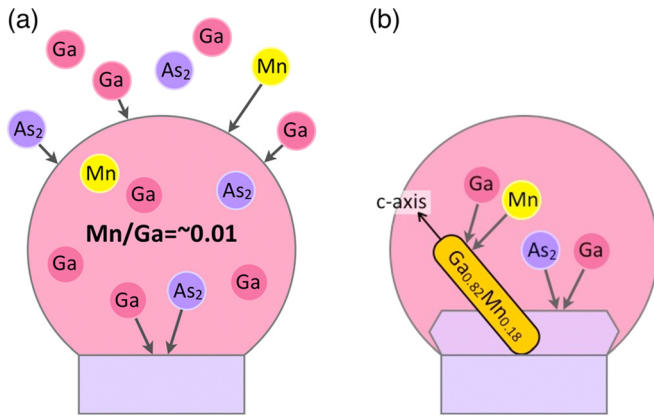 (a)
Ga
Ga
Ga
As₂
Mn
As₂
Ga
Mn
Ga
As₂
Mn/Ga=~0.01
Ga
Ga
As₂
Ga
(b)
Ga
Mn
c-axis
As₂
Ga
Ga₀.₈₂Mn₀.₁₈